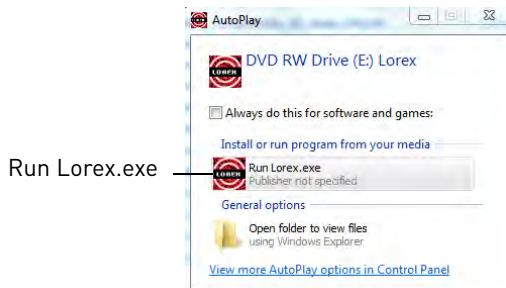 AutoPlay
DVD RW Drive (E:) Lorex
LOREX
Always do this for software and games:
Install or run program from your media
Run Lorex.exe
LOREX
Run Lorex.exe
Publisher not specified
General options
Open folder to view files
using Windows Explorer
View more AutoPlay options in Control Panel